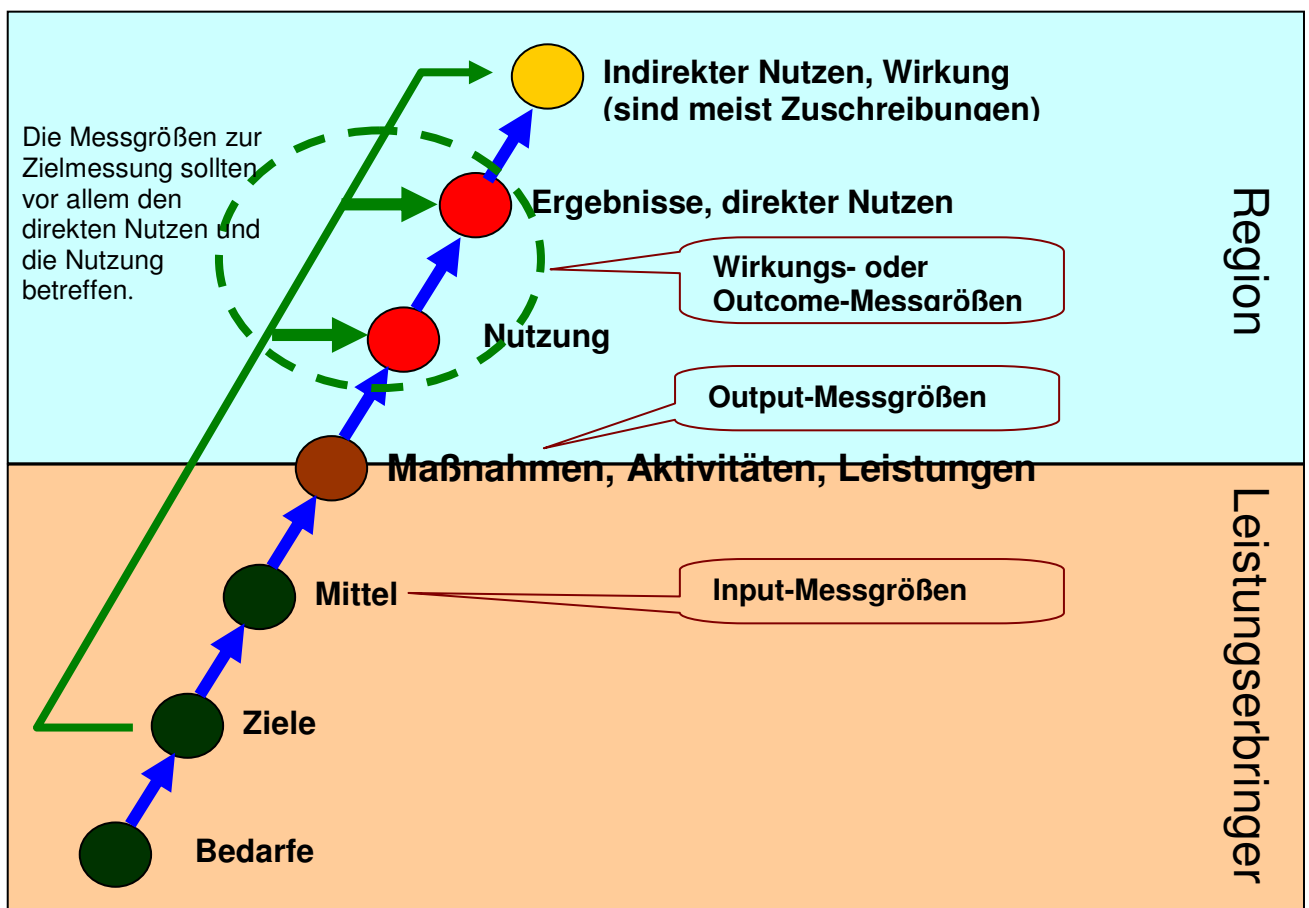 Indirekter Nutzen, Wirkung
(sind meist Zuschreibungen)
Die Messgrößen zur
Zielmessung sollten
vor allem den
direkten Nutzen und
die Nutzung
betreffen.
Ergebnisse, direkter Nutzen
Wirkungs- oder
Outcome-Messgrößen
Nutzung
Output-Messgrößen
Maßnahmen, Aktivitäten, Leistungen
Mittel
Input-Messgrößen
Ziele
Bedarfe
Region
Leistungserbringer